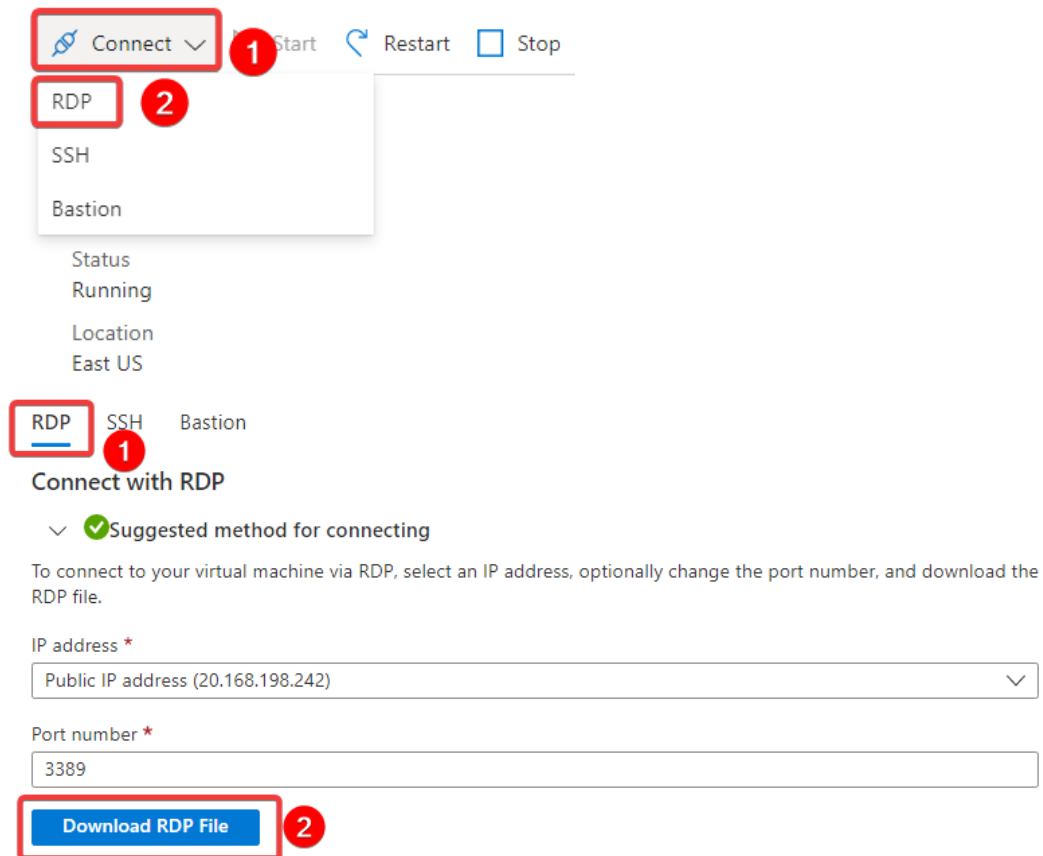 Connect 1 Start Restart Stop
RDP 2
SSH
Bastion
Status
Running
Location
East US
RDP SSH Bastion
1
Connect with RDP
Suggested method for connecting
To connect to your virtual machine via RDP, select an IP address, optionally change the port number, and download the
RDP file.
IP address *
Public IP address (20.168.198.242)
Port number *
3389
Download RDP File 2